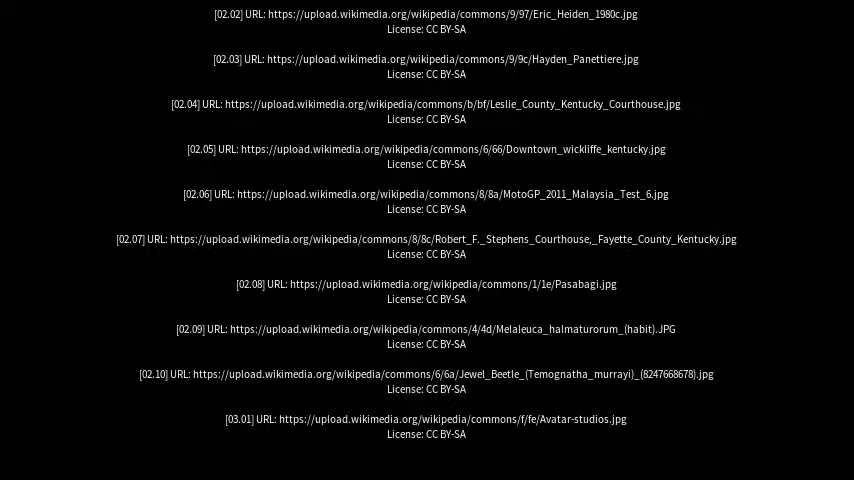 [02.02] URL: https://upload.wikimedia.org/wikipedia/commons/9/97/Eric_Heiden_1980c.jpg
License: CC BY-SA
[02.03] URL: https://upload.wikimedia.org/wikipedia/commons/9/9c/Hayden_Panettiere.jpg
License: CC BY-SA
[02.04] URL: https://upload.wikimedia.org/wikipedia/commons/b/bf/Leslie_County_Kentucky_Courthouse.jpg
License: CC BY-SA
[02.05] URL: https://upload.wikimedia.org/wikipedia/commons/6/66/Downtown_wickliffe_kentucky.jpg
License: CC BY-SA
[02.06] URL: https://upload.wikimedia.org/wikipedia/commons/8/8a/MotoGP_2011_Malaysia_Test_6.jpg
License: CC BY-SA
[02.07] URL: https://upload.wikimedia.org/wikipedia/commons/8/8c/Robert_F._Stephens_Courthouse,_Fayette_County_Kentucky.jpg
License: CC BY-SA
[02.08] URL: https://upload.wikimedia.org/wikipedia/commons/1/1e/Pasabagi.jpg
License: CC BY-SA
[02.09] URL: https://upload.wikimedia.org/wikipedia/commons/4/4d/Melaleuca_halmaturorum_(habit).JPG
License: CC BY-SA
[02.10] URL: https://upload.wikimedia.org/wikipedia/commons/6/6a/Jewel_Beetle_(Temognatha_murrayi)_(8247668678).jpg
License: CC BY-SA
[03.01] URL: https://upload.wikimedia.org/wikipedia/commons/f/fe/Avatar-studios.jpg
License: CC BY-SA